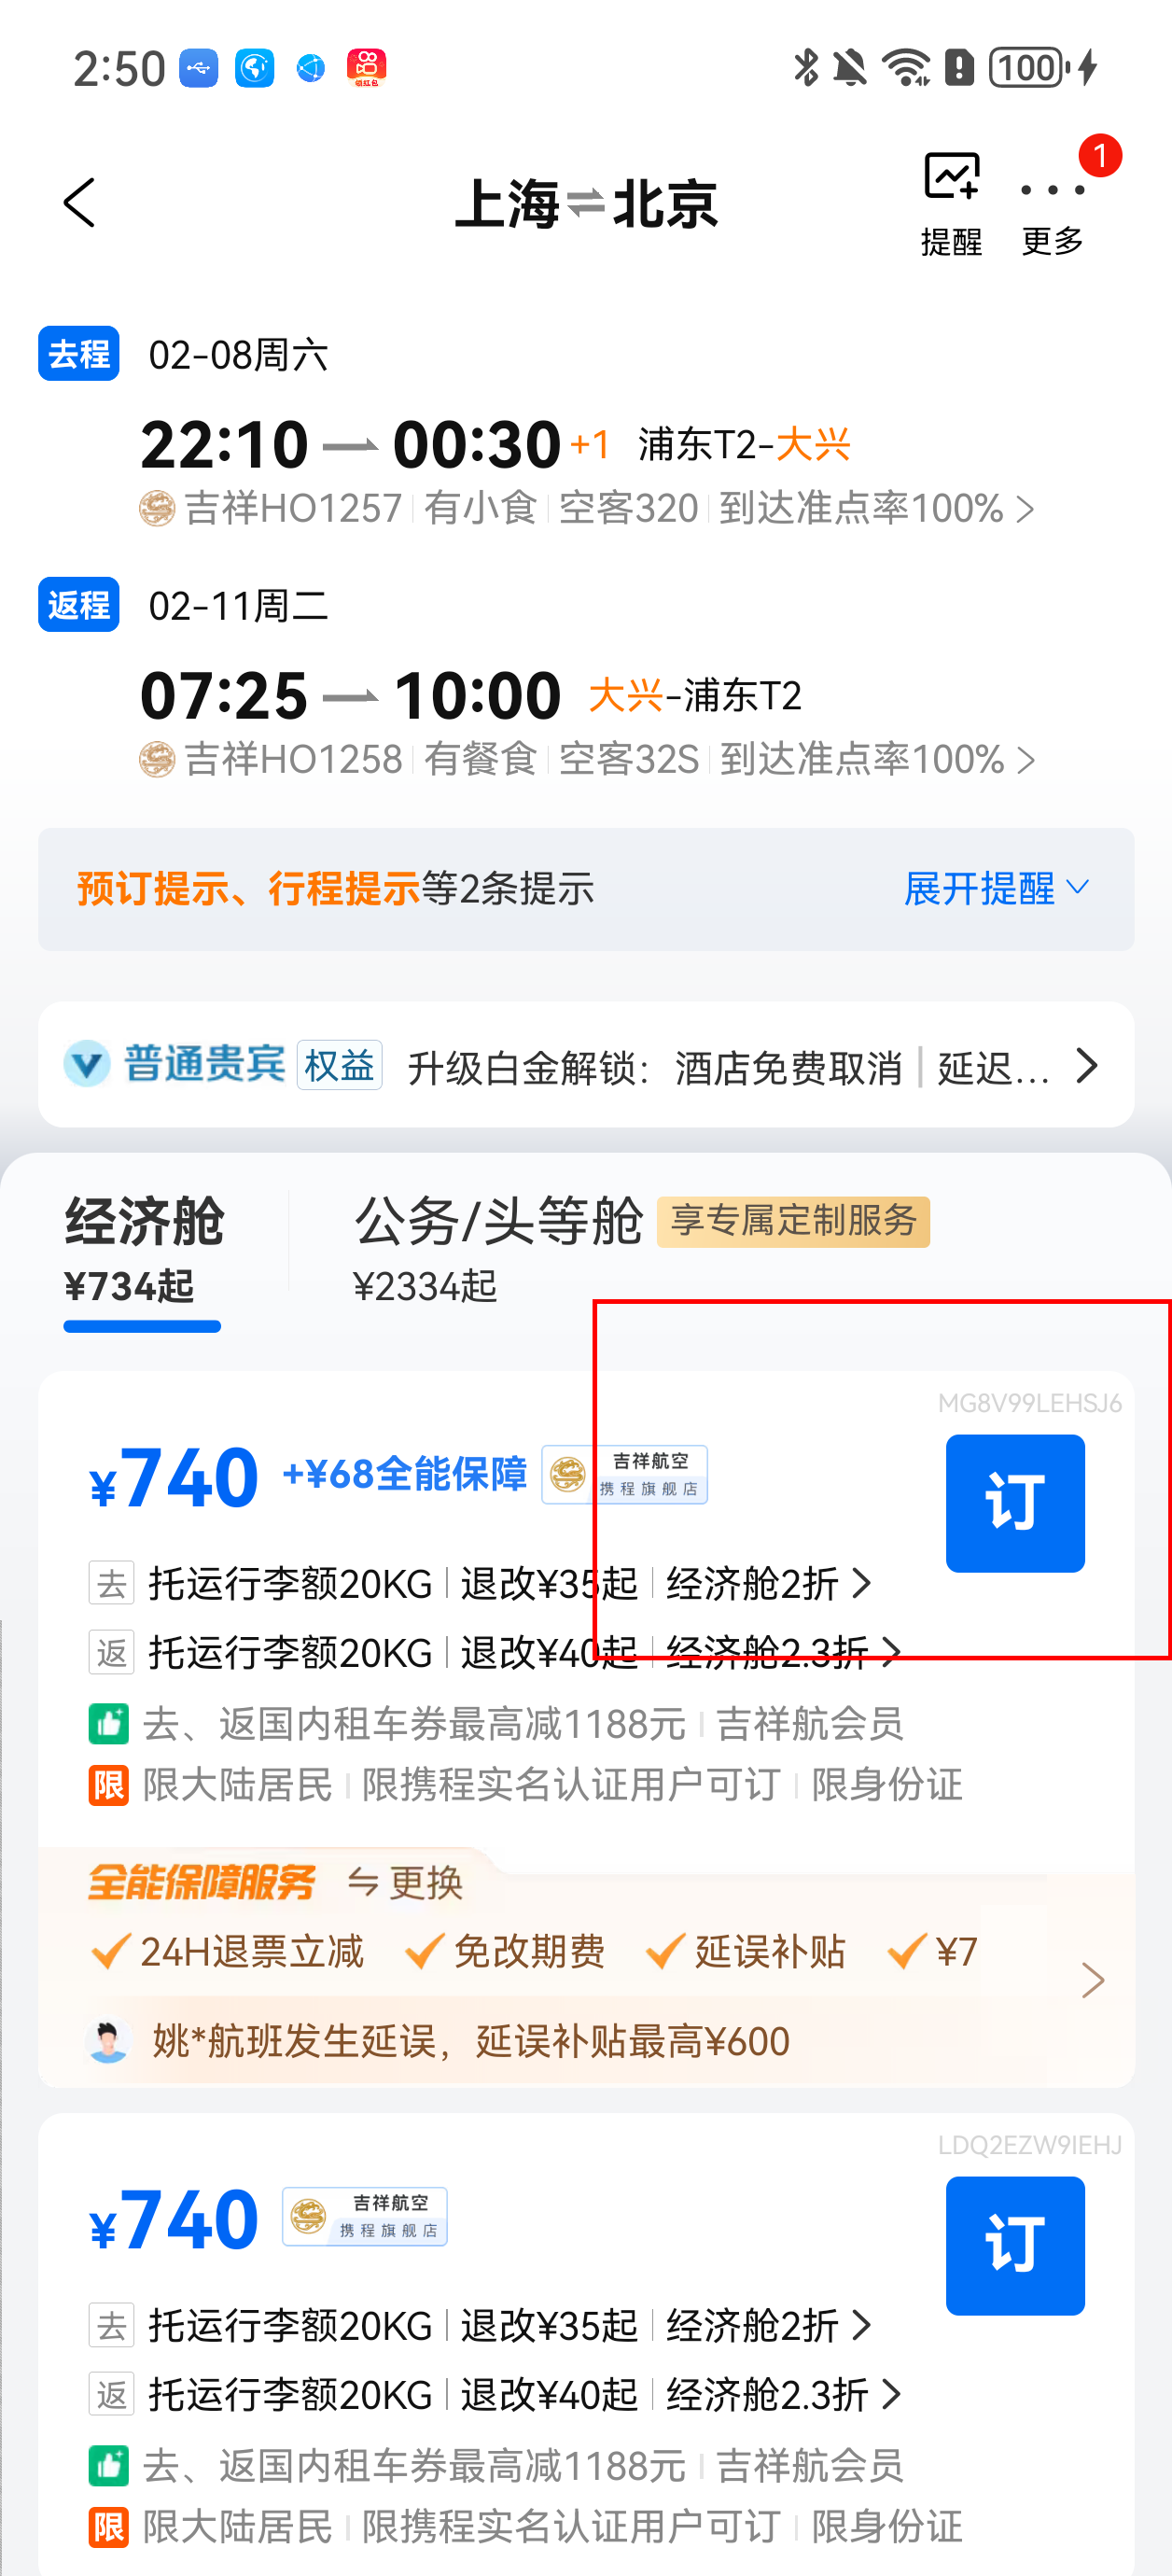 2:50 领红包 100
上海⇌北京
提醒 更多 1
去程 02-08周六
22:10 00:30 +1 浦东T2-大兴
吉祥HO1257 有小食 空客320 到达准点率100%
返程 02-11周二
07:25 10:00 大兴-浦东T2
吉祥HO1258 有餐食 空客32S 到达准点率100%
预订提示、行程提示等2条提示 展开提醒
普通贵宾 权益 升级白金解锁：酒店免费取消 | 延迟...
经济舱 公务/头等舱 享专属定制服务
¥734起 ¥2334起
MG8V99LEHSJ6
¥740 +¥68全能保障 吉祥航空 携程旗舰店 订
去 托运行李额20KG 退改¥35起 经济舱2折
返 托运行李额20KG 退改¥40起 经济舱2.3折
去、返国内租车券最高减1188元 吉祥航会员
限 限大陆居民 限携程实名认证用户可订 限身份证
全能保障服务 更换
24H退票立减 免改期费 延误补贴 ¥7
姚*航班发生延误，延误补贴最高¥600
LDQ2EZW9IEHJ
¥740 吉祥航空 携程旗舰店 订
去 托运行李额20KG 退改¥35起 经济舱2折
返 托运行李额20KG 退改¥40起 经济舱2.3折
去、返国内租车券最高减1188元 吉祥航会员
限 限大陆居民 限携程实名认证用户可订 限身份证